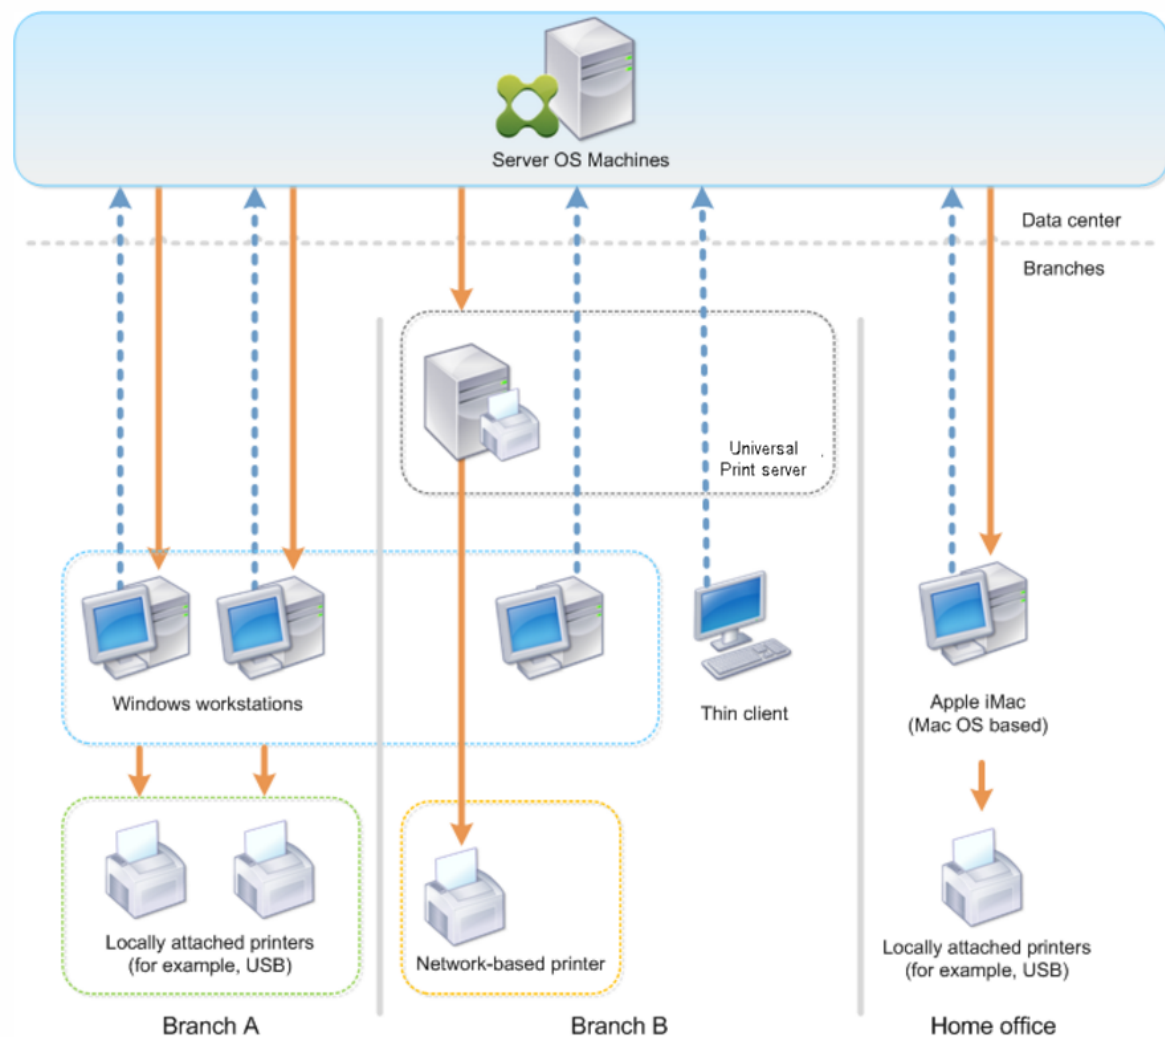 Server OS Machines
Data center
Branches
Universal
Print server
Windows workstations
Thin client
Apple iMac
(Mac OS based)
Locally attached printers
(for example, USB)
Network-based printer
Locally attached printers
(for example, USB)
Branch A
Branch B
Home office